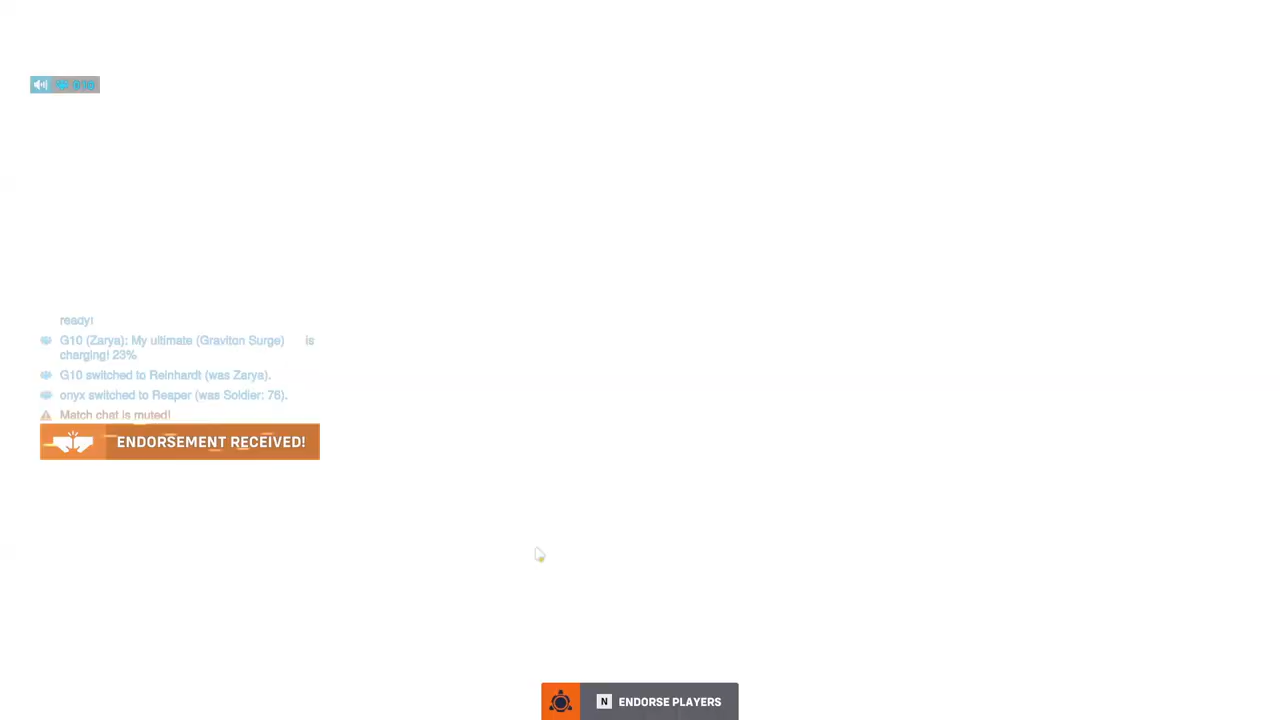 G10
ready!
G10 (Zarya): My ultimate (Graviton Surge) is
charging! 23%
G10 switched to Reinhardt (was Zarya).
onyx switched to Reaper (was Soldier: 76).
Match chat is muted!
ENDORSEMENT RECEIVED!
N ENDORSE PLAYERS